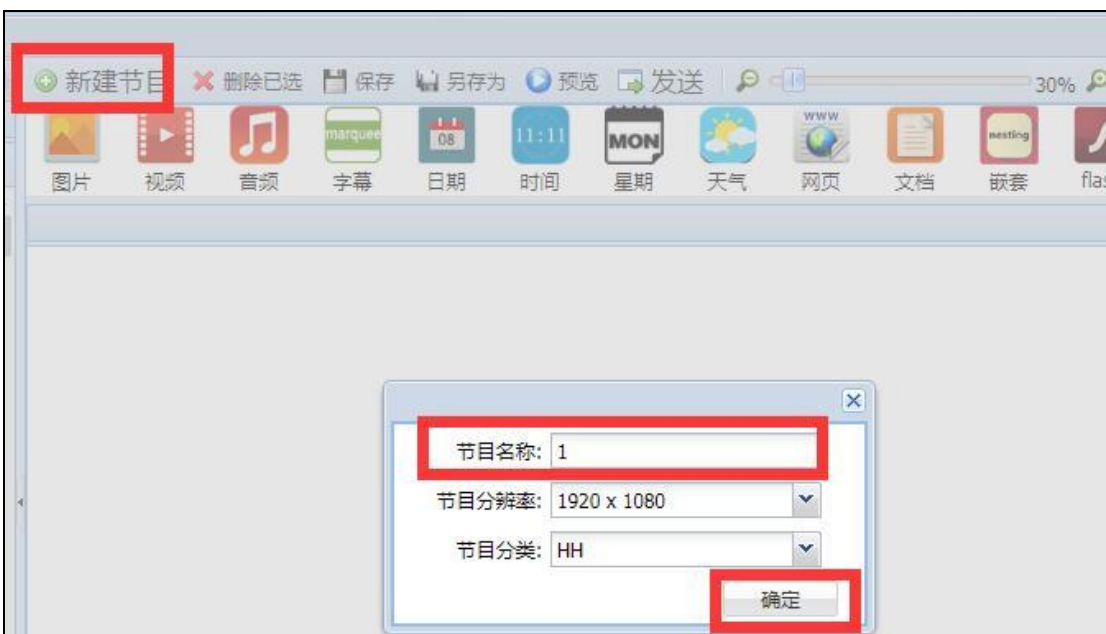 新建节目 删除已选 保存 另存为 预览 发送 30%
marquee 08 11:11 MON www nesting
图片 视频 音频 字幕 日期 时间 星期 天气 网页 文档 嵌套 flas
节目名称: 1
节目分辨率: 1920 x 1080
节目分类: HH
确定